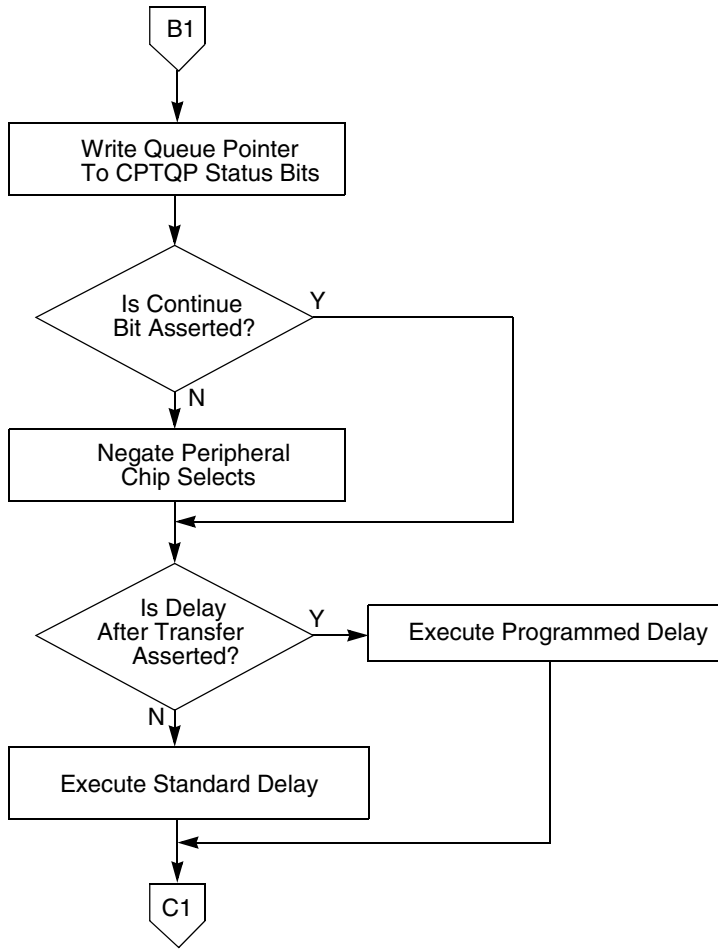 B1
Write Queue Pointer
To CPTQP Status Bits
Is Continue
Bit Asserted?
Y
N
Negate Peripheral
Chip Selects
Is Delay
After Transfer
Asserted?
Y
Execute Programmed Delay
N
Execute Standard Delay
C1